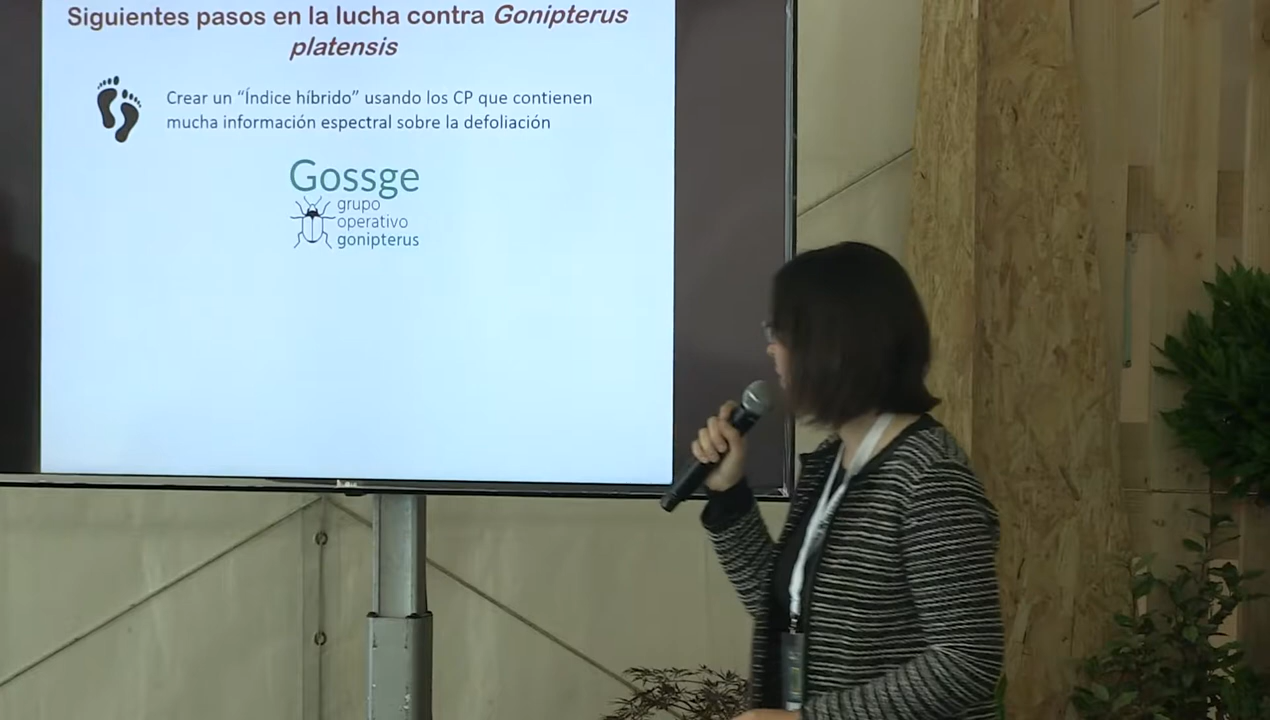 Siguientes pasos en la lucha contra Gonipterus
platensis
Crear un “Índice híbrido” usando los CP que contienen
mucha información espectral sobre la defoliación
Gossge
grupo
operativo
gonipterus